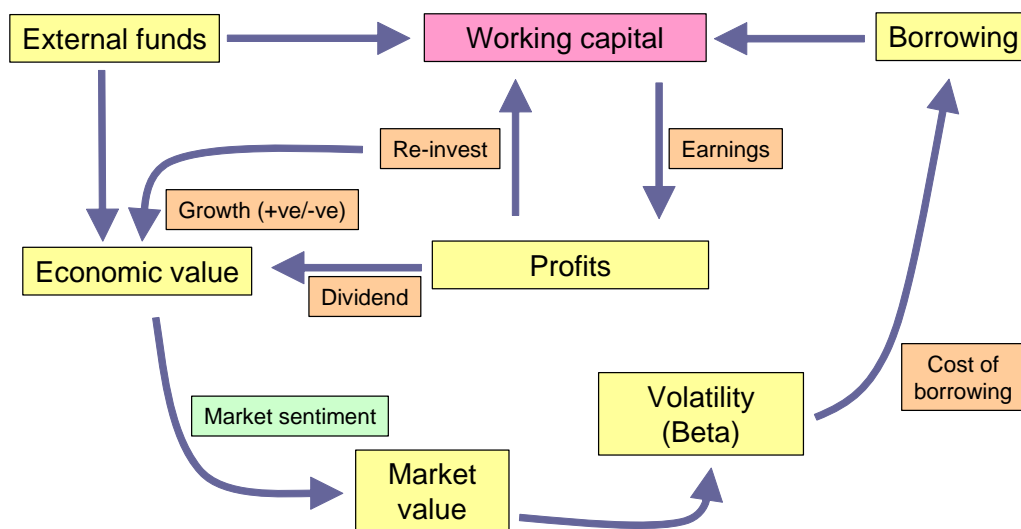 External funds
Working capital
Borrowing
Re-invest
Earnings
Growth (+ve/-ve)
Economic value
Profits
Dividend
Cost of
borrowing
Volatility
(Beta)
Market sentiment
Market
value